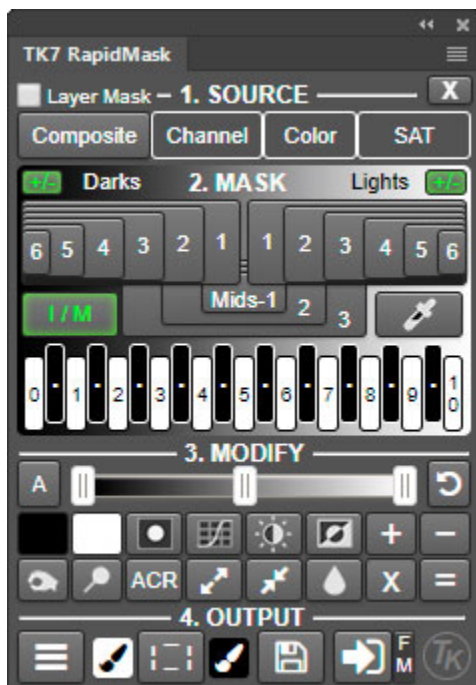 TK7 RapidMask
Layer Mask 1. SOURCE X
Composite Channel Color SAT
+/- Darks 2. MASK Lights +/-
6 5 4 3 2 1 1 2 3 4 5 6
I / M Mids-1 2 3
0 1 2 3 4 5 6 7 8 9 10
3. MODIFY
A
+ −
ACR X =
4. OUTPUT
F M TK